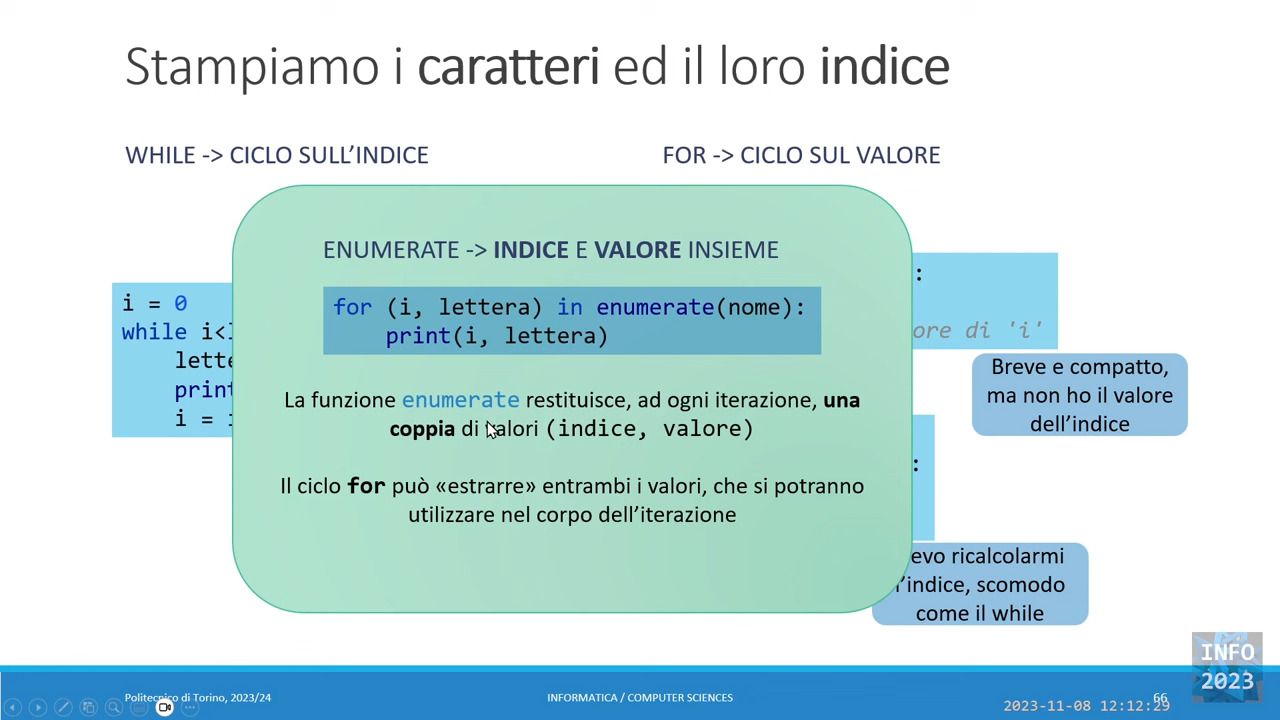 Stampiamo i caratteri ed il loro indice
WHILE -> CICLO SULL'INDICE
FOR -> CICLO SUL VALORE
ENUMERATE -> INDICE E VALORE INSIEME
for (i, lettera) in enumerate(nome):
print(i, lettera)
La funzione enumerate restituisce, ad ogni iterazione, una
coppia di valori (indice, valore)
Il ciclo for può «estrarre» entrambi i valori, che si potranno
utilizzare nel corpo dell'iterazione
i = 0
while i<
lette
print
i =
:
ore di 'i'
Breve e compatto,
ma non ho il valore
dell'indice
:
evo ricalcolarmi
l'indice, scomodo
come il while
INFO
2023
Politecnico di Torino, 2023/24
INFORMATICA / COMPUTER SCIENCES
66
2023-11-08 12:12:29